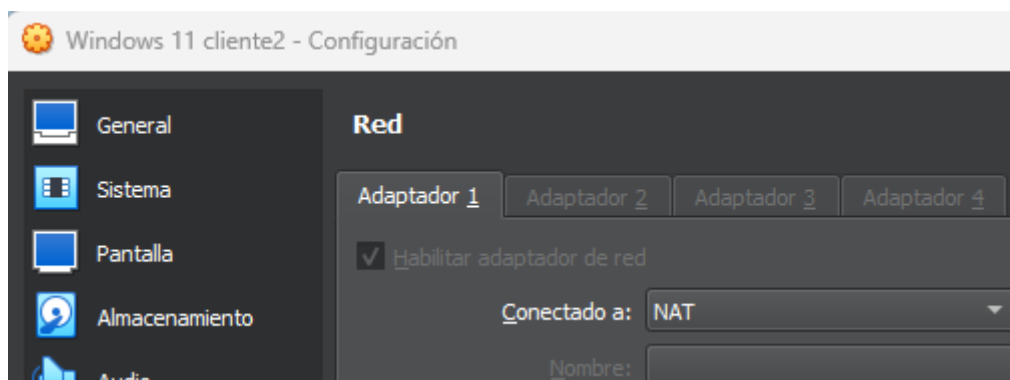 Windows 11 cliente2 - Configuración
General
Sistema
Pantalla
Almacenamiento
Audio
Red
Adaptador 1 Adaptador 2 Adaptador 3 Adaptador 4
Habilitar adaptador de red
Conectado a: NAT
Nombre: